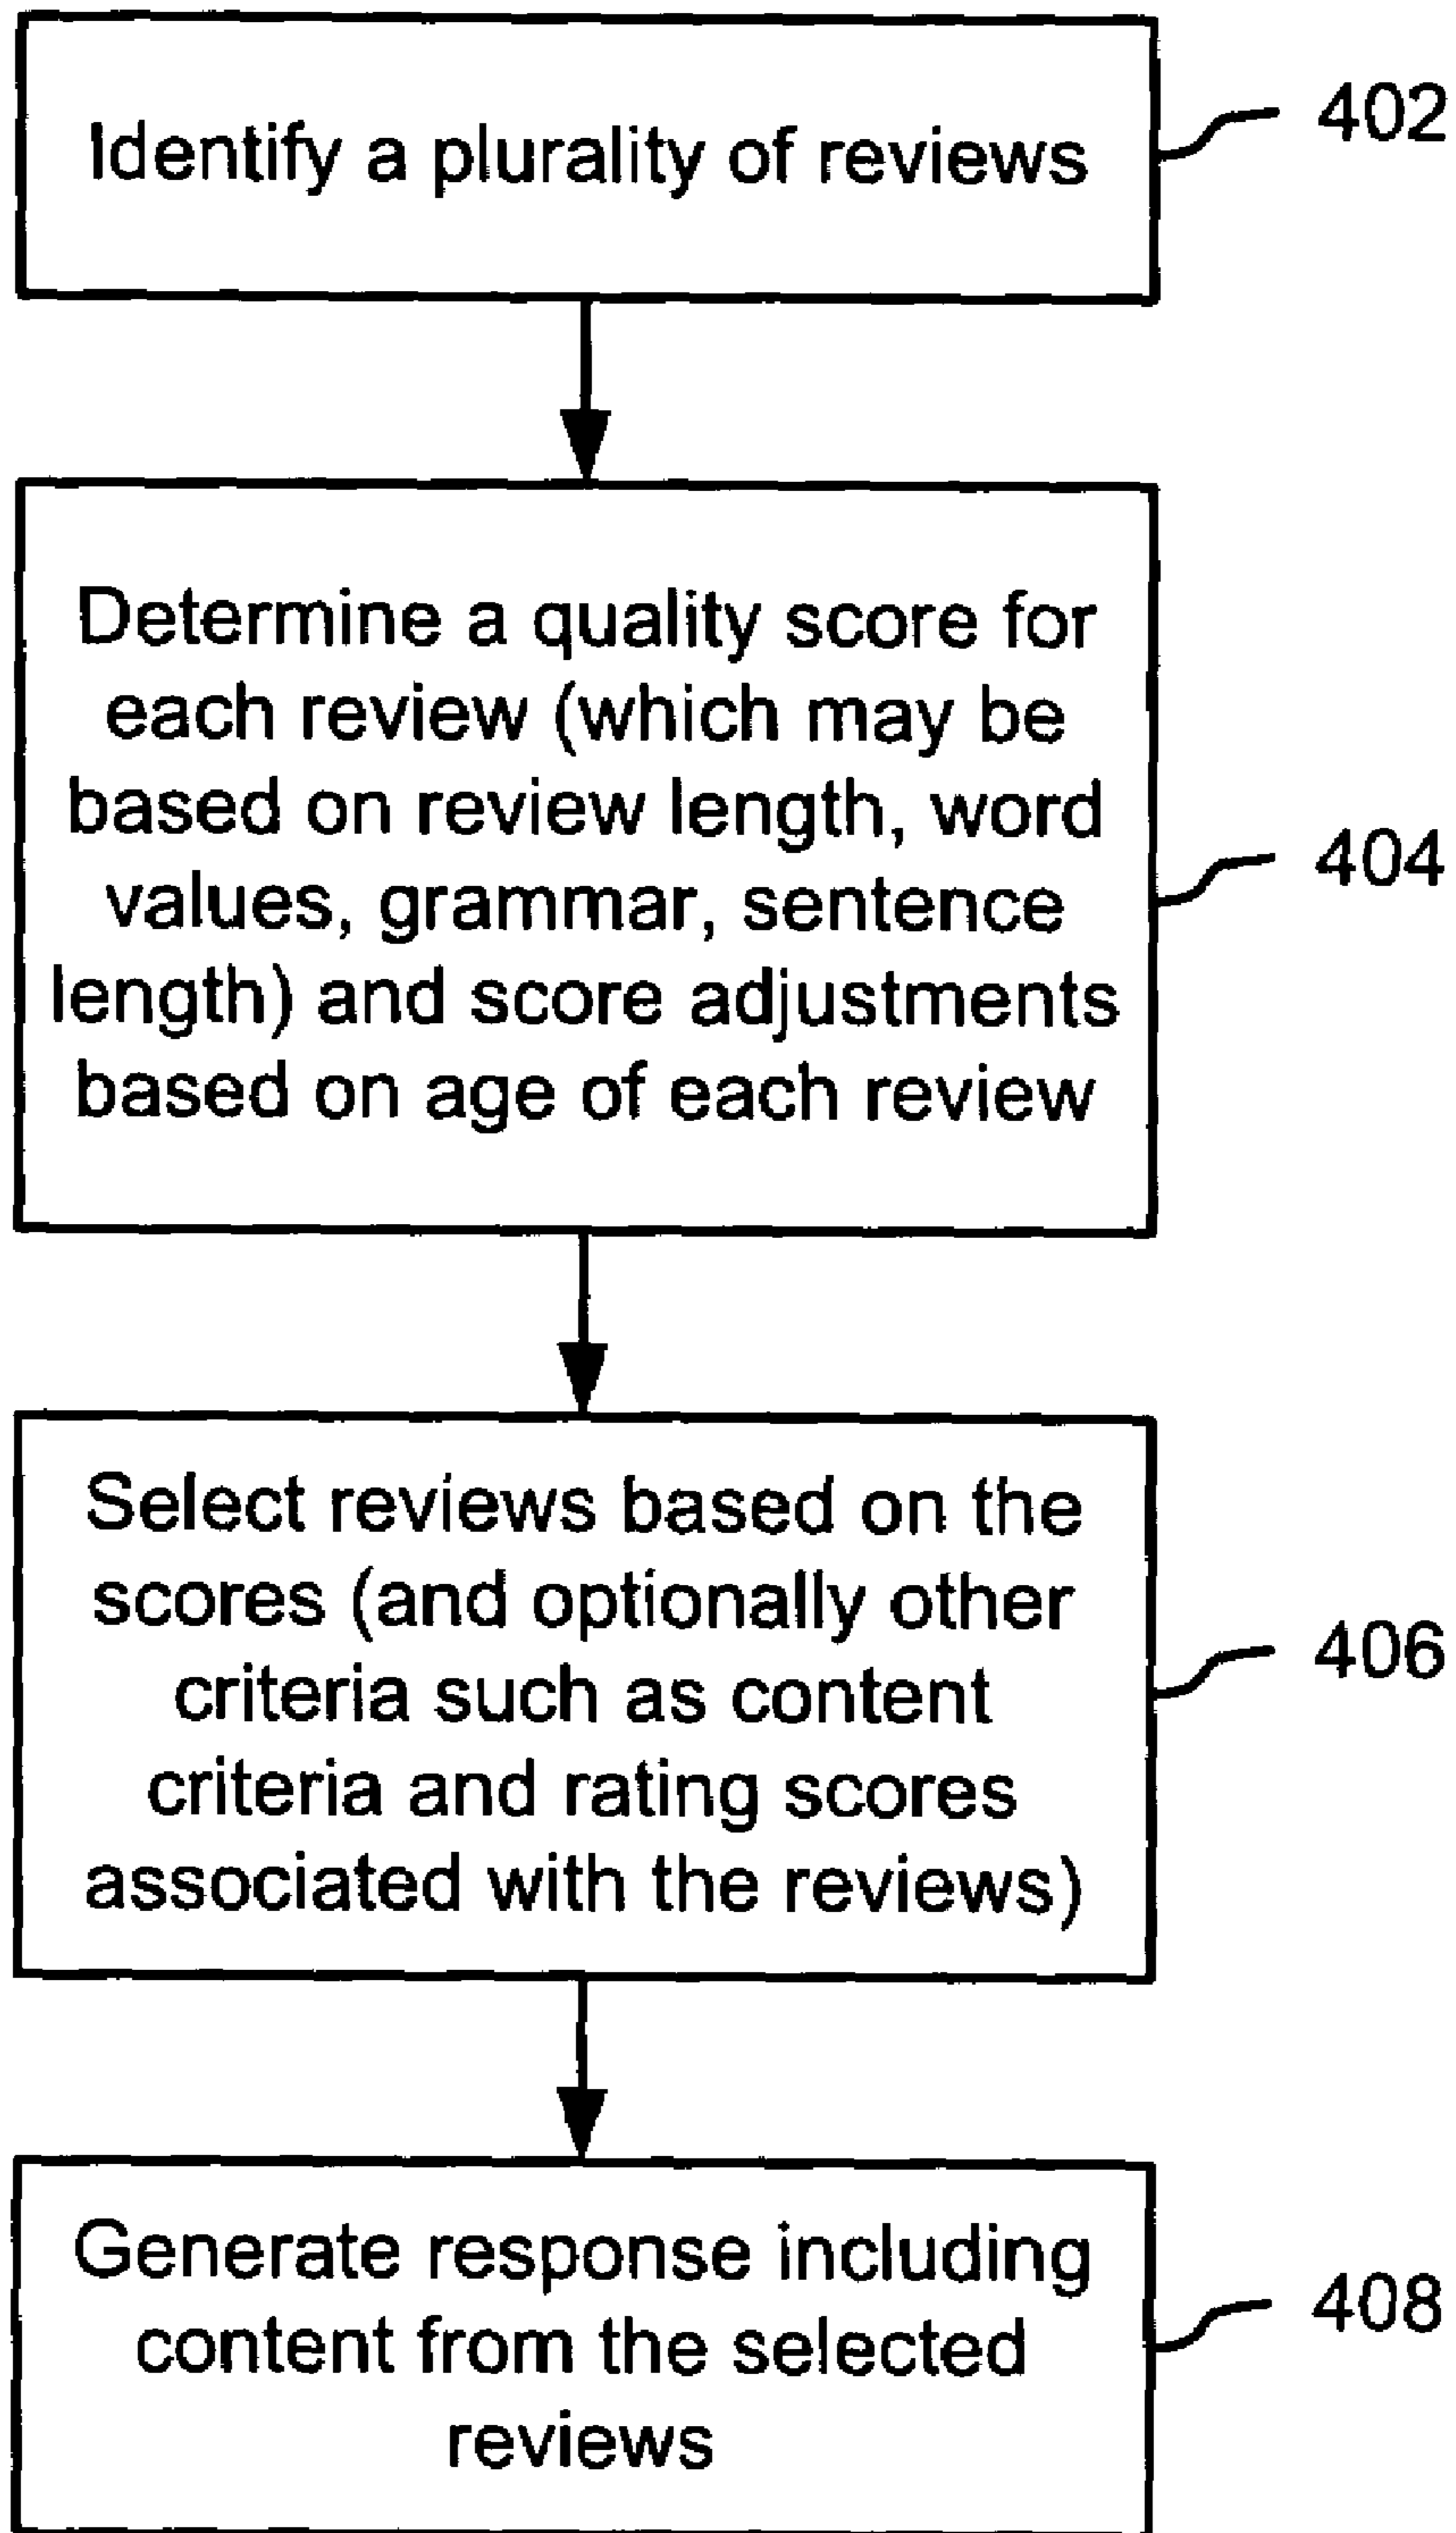 Identify a plurality of reviews
402
Determine a quality score for
each review (which may be
based on review length, word
values, grammar, sentence
length) and score adjustments
based on age of each review
404
Select reviews based on the
scores (and optionally other
criteria such as content
criteria and rating scores
associated with the reviews)
406
Generate response including
content from the selected
reviews
408